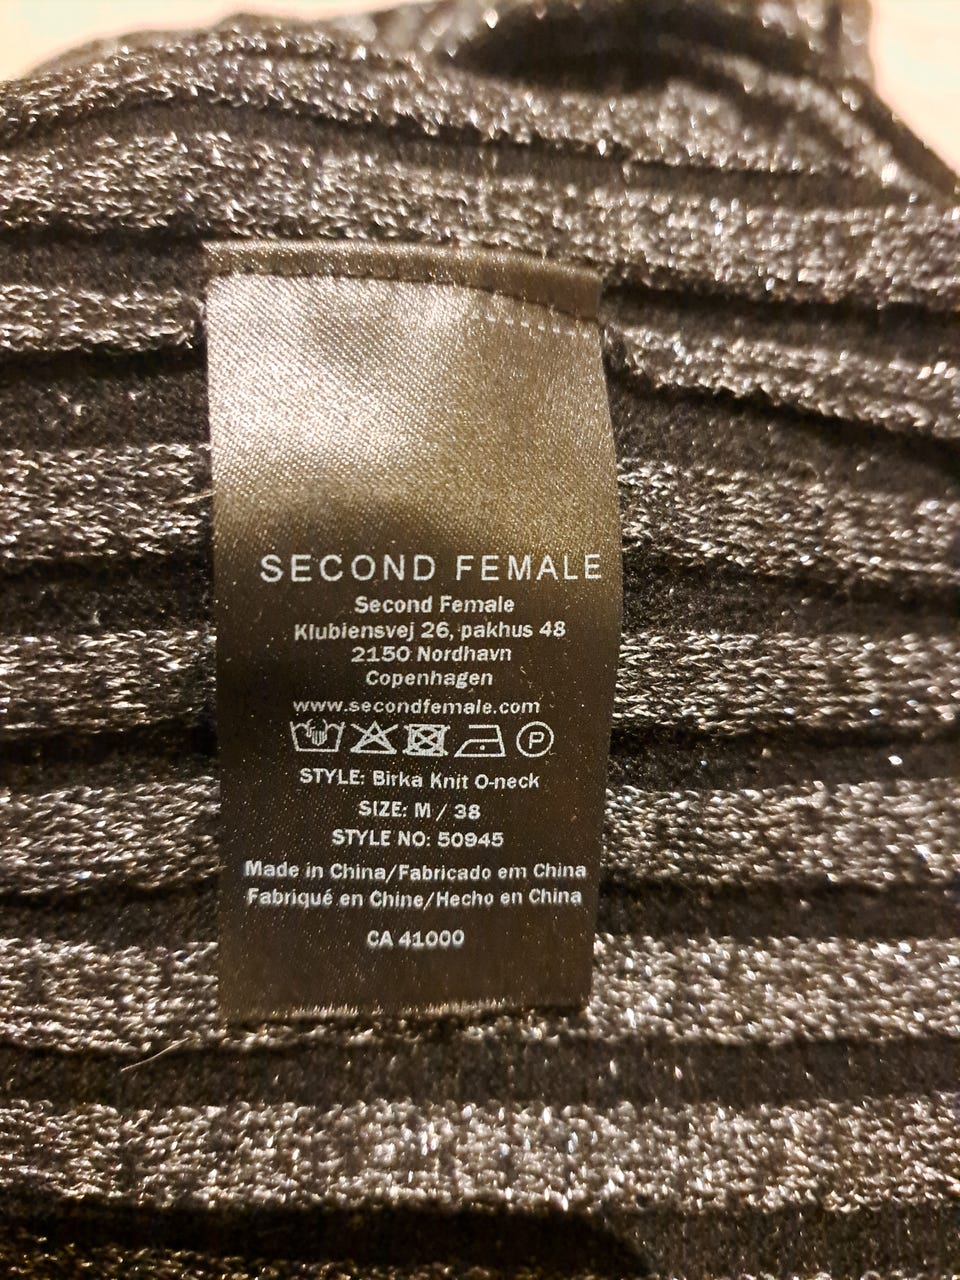 SECOND FEMALE
Second Female
Klubiensvej 26, pakhus 48
2150 Nordhavn
Copenhagen
www.secondfemale.com
P
STYLE: Birka Knit O-neck
SIZE: M / 38
STYLE NO: 50945
Made in China/Fabricado em China
Fabriqué en Chine/Hecho en China
CA 41000